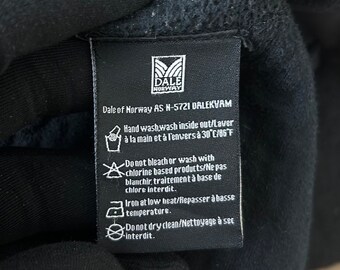 DALE
NORWAY
Dale of Norway AS N-5721 DALEKVAM
Hand wash,wash inside out/Laver
à la main et à l'envers à 30°C/86°F
Do not bleach or wash with
chlorine based products/Ne pas
blanchir, traitement à base de
chlore interdit.
Iron at low heat/Repasser à basse
temperature.
Do not dry clean/Nettoyage à sec
interdit.